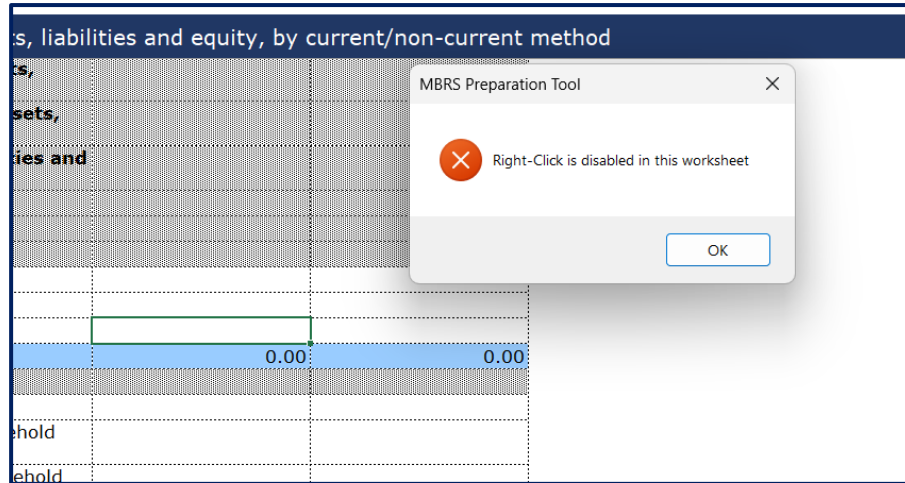 ts, liabilities and equity, by current/non-current method
ts,
sets,
ties and
MBRS Preparation Tool
Right-Click is disabled in this worksheet
OK
0.00 0.00
ehold
ehold